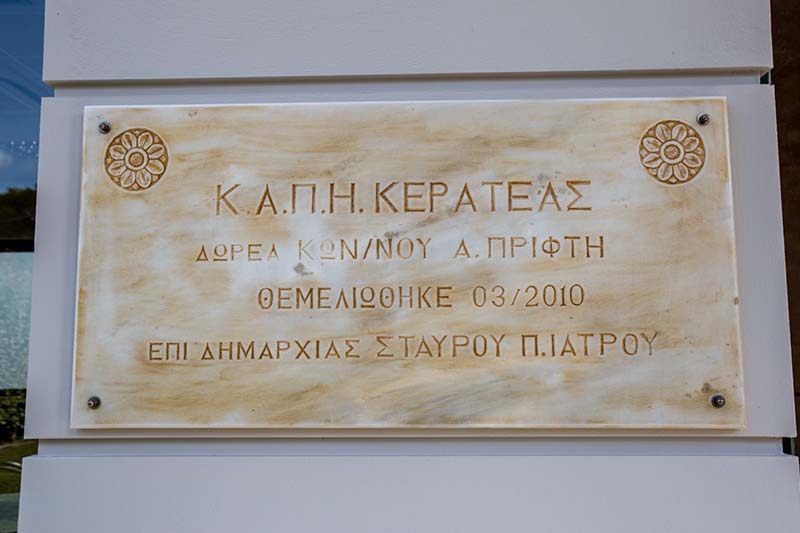 Κ.Α.Π.Η. ΚΕΡΑΤΕΑΣ
ΔΩΡΕΑ ΚΩΝ/ΝΟΥ Α. ΠΡΙΦΤΗ
ΘΕΜΕΛΙΩΘΗΚΕ 03/2010
ΕΠΙ ΔΗΜΑΡΧΙΑΣ ΣΤΑΥΡΟΥ Π.ΙΑΤΡΟΥ